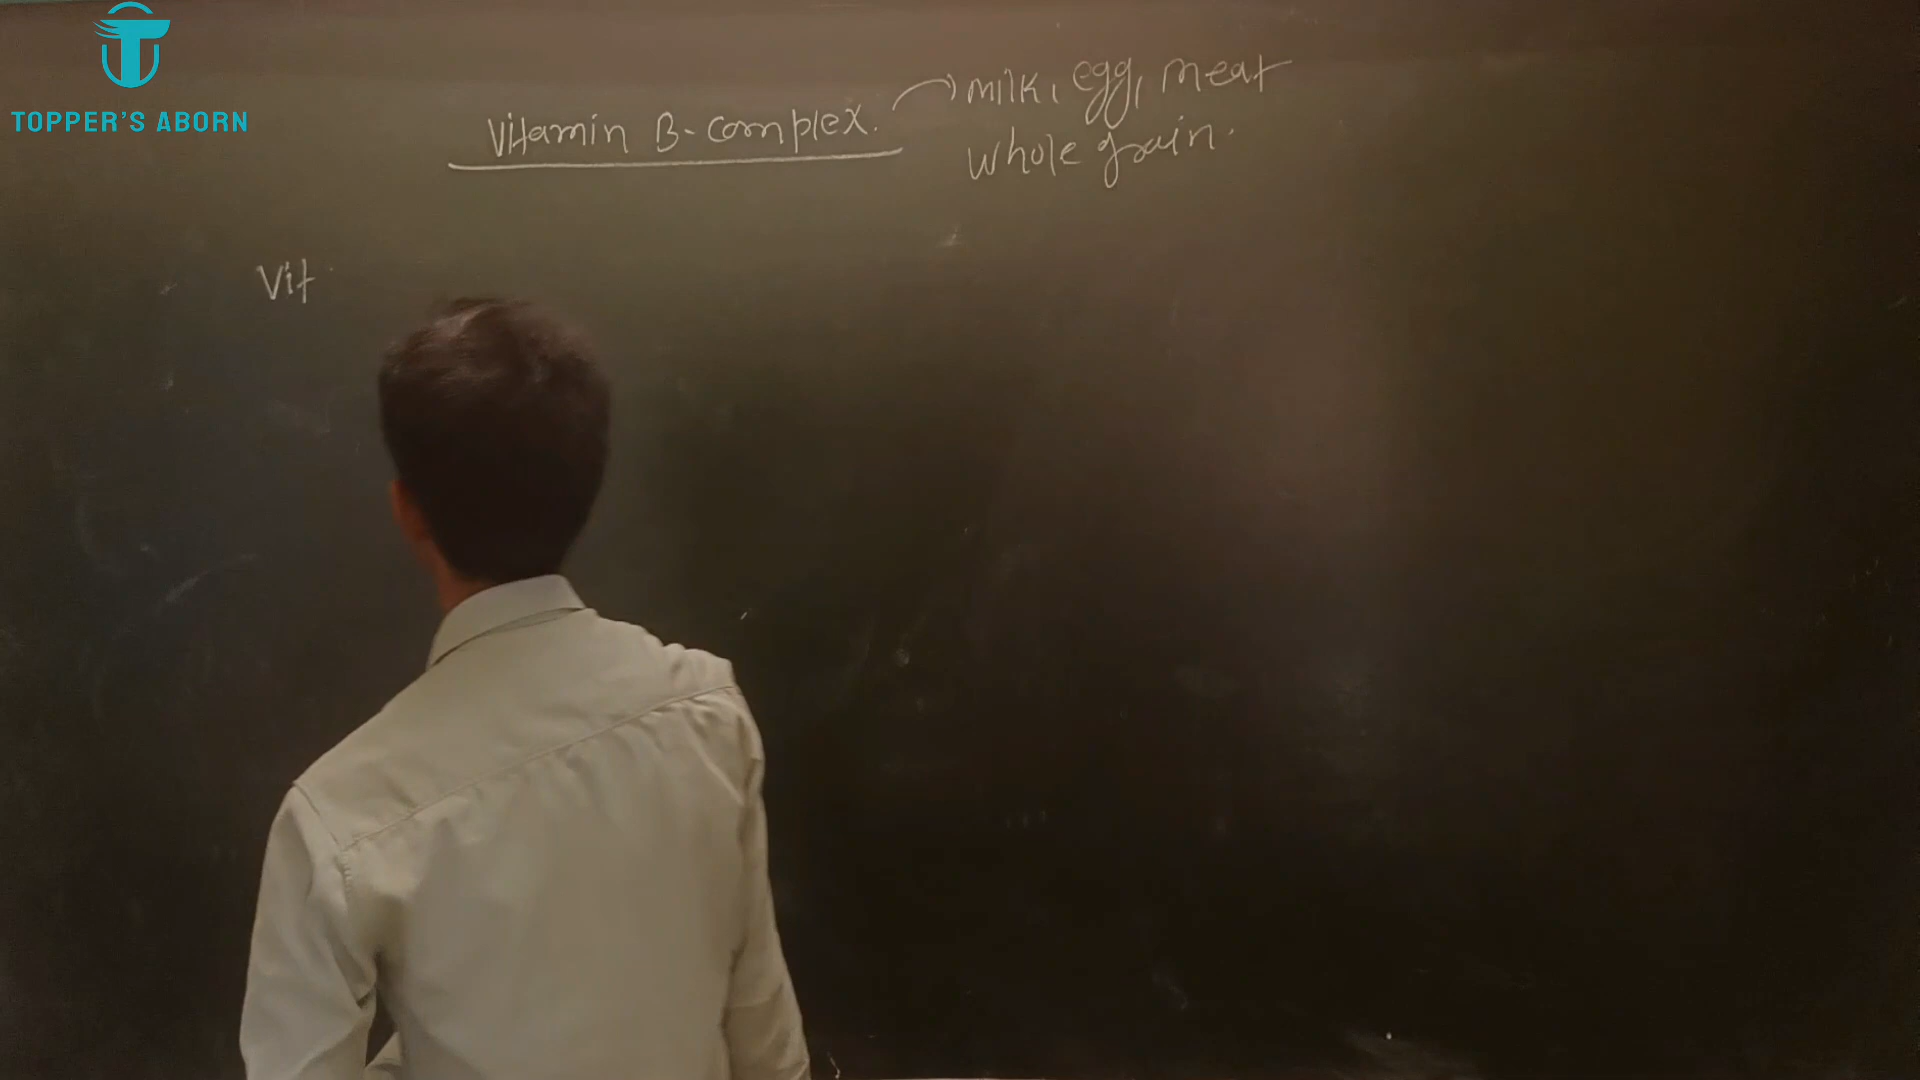 TOPPER'S ABORN
Vitamin B-complex. milk, egg, meat
whole grain.
Vit